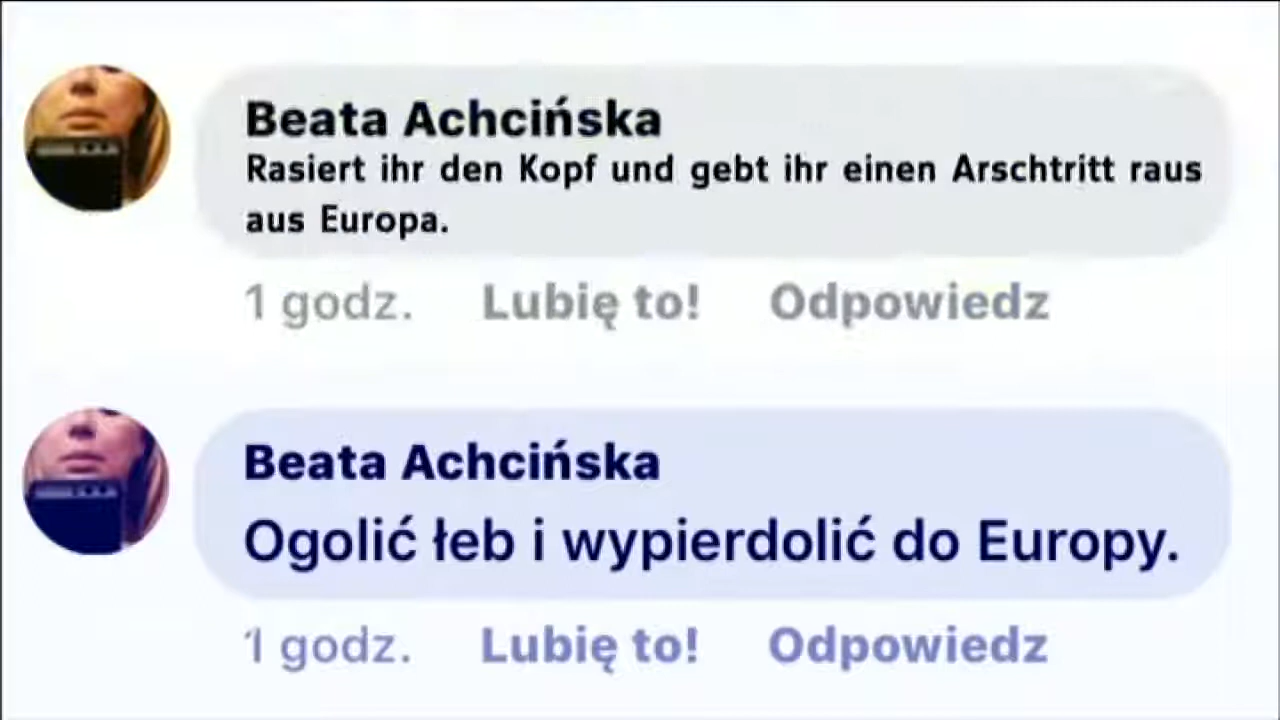 Beata Achcińska
Rasiert ihr den Kopf und gebt ihr einen Arschtritt raus
aus Europa.
1 godz. Lubię to! Odpowiedz
Beata Achcińska
Ogolić łeb i wypierdolić do Europy.
1 godz. Lubię to! Odpowiedz